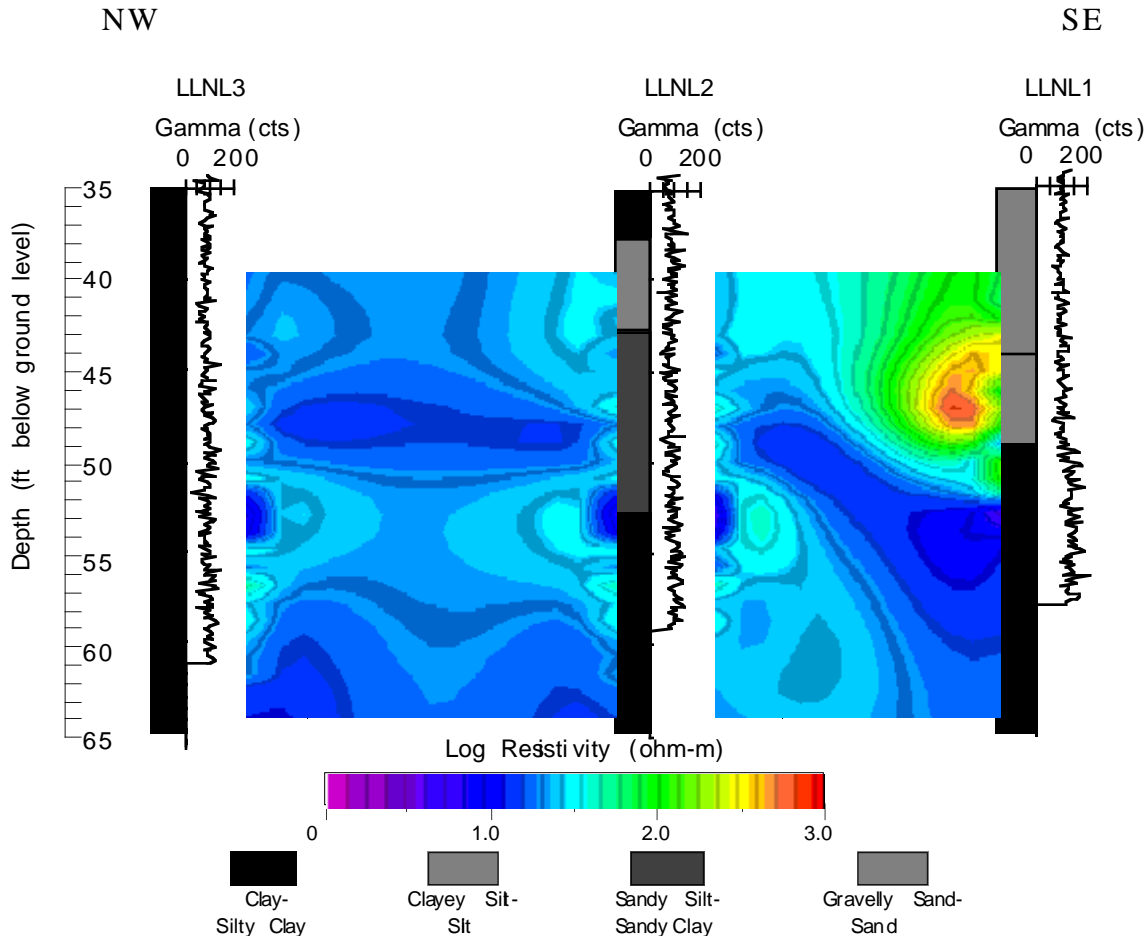 NW SE
LLNL3 LLNL2 LLNL1
Gamma (cts) Gamma (cts) Gamma (cts)
0 200 0 200 0 200
Depth (ft below ground level)
35
40
45
50
55
60
65
Log Resistivity (ohm-m)
0 1.0 2.0 3.0
Clay- Clayey Silt- Sandy Silt- Gravelly Sand-
Silty Clay Slt Sandy Clay Sand